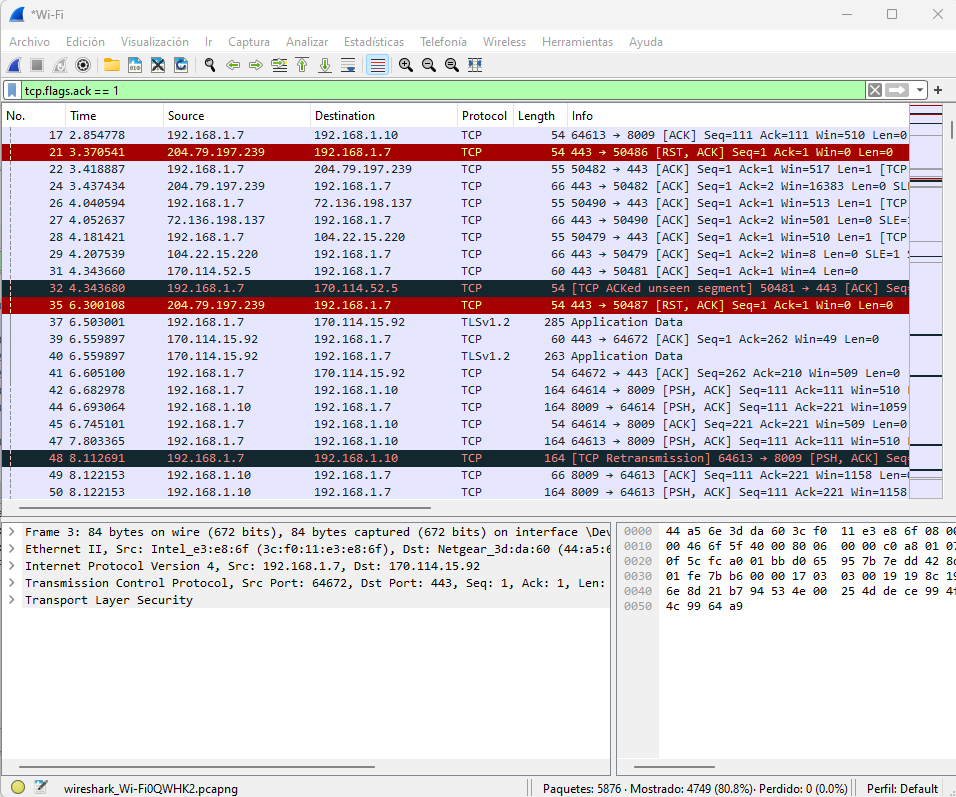 *Wi-Fi
Archivo Edición Visualización Ir Captura Analizar Estadísticas Telefonía Wireless Herramientas Ayuda
tcp.flags.ack == 1
No. Time Source Destination Protocol Length Info
17 2.854778 192.168.1.7 192.168.1.10 TCP 54 64613 → 8009 [ACK] Seq=111 Ack=111 Win=510 Len=0
21 3.370541 204.79.197.239 192.168.1.7 TCP 54 443 → 50486 [RST, ACK] Seq=1 Ack=1 Win=0 Len=0
22 3.418887 192.168.1.7 204.79.197.239 TCP 55 50482 → 443 [ACK] Seq=1 Ack=1 Win=517 Len=1 [TCP
24 3.437434 204.79.197.239 192.168.1.7 TCP 66 443 → 50482 [ACK] Seq=1 Ack=2 Win=16383 Len=0 SL
26 4.040594 192.168.1.7 72.136.198.137 TCP 55 50490 → 443 [ACK] Seq=1 Ack=1 Win=513 Len=1 [TCP
27 4.052637 72.136.198.137 192.168.1.7 TCP 66 443 → 50490 [ACK] Seq=1 Ack=2 Win=501 Len=0 SLE=
28 4.181421 192.168.1.7 104.22.15.220 TCP 55 50479 → 443 [ACK] Seq=1 Ack=1 Win=510 Len=1 [TCP
29 4.207539 104.22.15.220 192.168.1.7 TCP 66 443 → 50479 [ACK] Seq=1 Ack=2 Win=8 Len=0 SLE=1 S
31 4.343660 170.114.52.5 192.168.1.7 TCP 60 443 → 50481 [ACK] Seq=1 Ack=1 Win=4 Len=0
32 4.343680 192.168.1.7 170.114.52.5 TCP 54 [TCP ACKed unseen segment] 50481 → 443 [ACK] Seq=
35 6.300108 204.79.197.239 192.168.1.7 TCP 54 443 → 50487 [RST, ACK] Seq=1 Ack=1 Win=0 Len=0
37 6.503001 192.168.1.7 170.114.15.92 TLSv1.2 285 Application Data
39 6.559897 170.114.15.92 192.168.1.7 TCP 60 443 → 64672 [ACK] Seq=1 Ack=262 Win=49 Len=0
40 6.559897 170.114.15.92 192.168.1.7 TLSv1.2 263 Application Data
41 6.605100 192.168.1.7 170.114.15.92 TCP 54 64672 → 443 [ACK] Seq=262 Ack=210 Win=509 Len=0
42 6.682978 192.168.1.7 192.168.1.10 TCP 164 64614 → 8009 [PSH, ACK] Seq=111 Ack=111 Win=510
44 6.693064 192.168.1.10 192.168.1.7 TCP 164 8009 → 64614 [PSH, ACK] Seq=111 Ack=221 Win=1059
45 6.745101 192.168.1.7 192.168.1.10 TCP 54 64614 → 8009 [ACK] Seq=221 Ack=221 Win=509 Len=0
47 7.803365 192.168.1.7 192.168.1.10 TCP 164 64613 → 8009 [PSH, ACK] Seq=111 Ack=111 Win=510
48 8.112691 192.168.1.7 192.168.1.10 TCP 164 [TCP Retransmission] 64613 → 8009 [PSH, ACK] Seq=
49 8.122153 192.168.1.10 192.168.1.7 TCP 66 8009 → 64613 [ACK] Seq=111 Ack=221 Win=1158 Len=0
50 8.122153 192.168.1.10 192.168.1.7 TCP 164 8009 → 64613 [PSH, ACK] Seq=111 Ack=221 Win=1158
Frame 3: 84 bytes on wire (672 bits), 84 bytes captured (672 bits) on interface \Dev
Ethernet II, Src: Intel_e3:e8:6f (3c:f0:11:e3:e8:6f), Dst: Netgear_3d:da:60 (44:a5:6
Internet Protocol Version 4, Src: 192.168.1.7, Dst: 170.114.15.92
Transmission Control Protocol, Src Port: 64672, Dst Port: 443, Seq: 1, Ack: 1, Len:
Transport Layer Security
0000 44 a5 6e 3d da 60 3c f0 11 e3 e8 6f 08 00
0010 00 46 6f 5f 40 00 80 06 00 00 c0 a8 01 07
0020 0f 5c fc a0 01 bb d0 65 95 7b 7e dd 42 8d
0030 01 fe 7b b6 00 00 17 03 03 00 19 19 8c 19
0040 6e 8d 21 b7 94 53 4e 00 25 4d de ce 99 4f
0050 4c 99 64 a9
wireshark_Wi-Fi0QWHK2.pcapng Paquetes: 5876 · Mostrado: 4749 (80.8%) · Perdido: 0 (0.0%) Perfil: Default